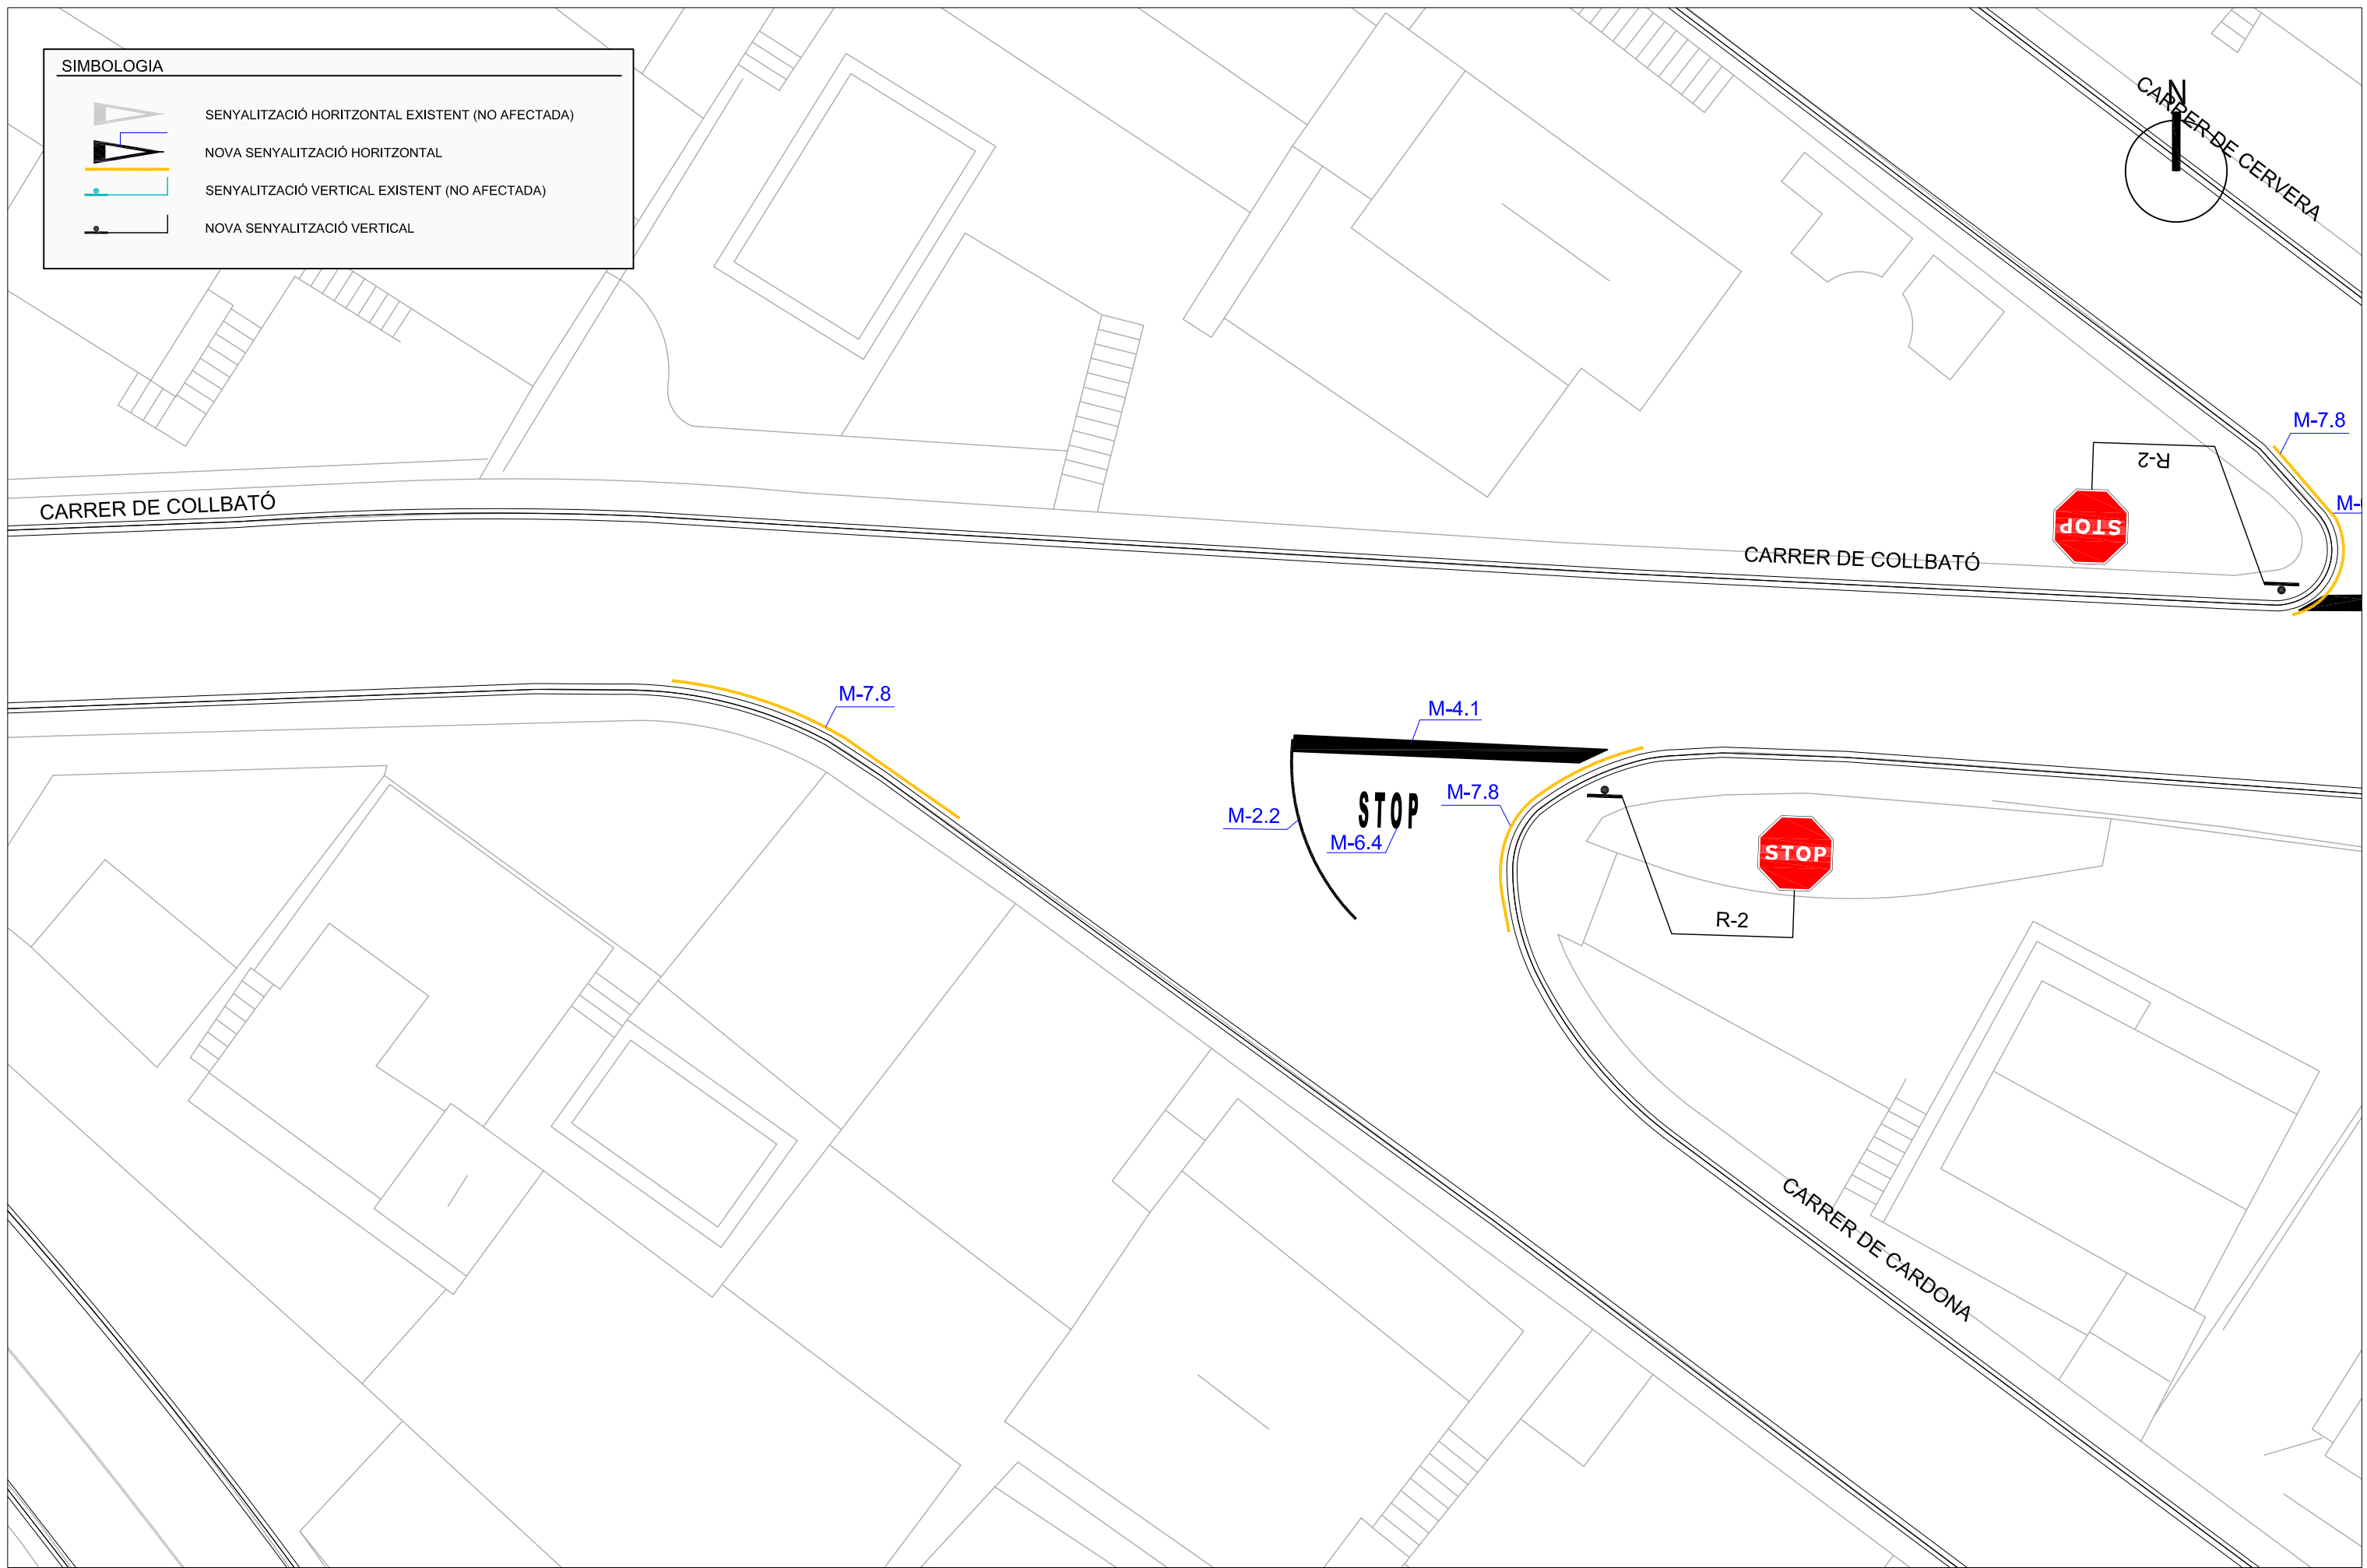 SIMBOLOGIA
SENYALITZACIÓ HORITZONTAL EXISTENT (NO AFECTADA)
NOVA SENYALITZACIÓ HORITZONTAL
SENYALITZACIÓ VERTICAL EXISTENT (NO AFECTADA)
NOVA SENYALITZACIÓ VERTICAL
N
CARRER DE CERVERA
M-7.8
R-2
STOP
CARRER DE COLLBATÓ
CARRER DE COLLBATÓ
M-7.8
M-4.1
M-7.8
STOP
M-2.2
M-6.4
STOP
R-2
CARRER DE CARDONA